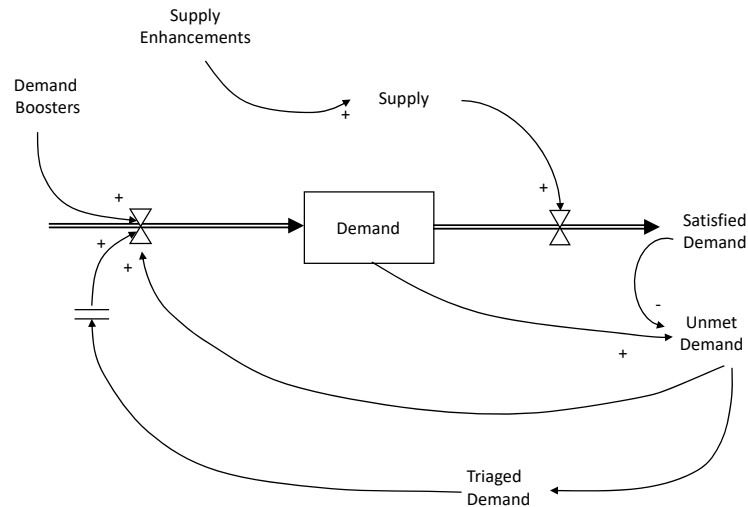 Supply
Enhancements
Demand
Boosters
Supply
+
+
+
+
+
Demand
Satisfied
Demand
-
Unmet
Demand
+
Triaged
Demand